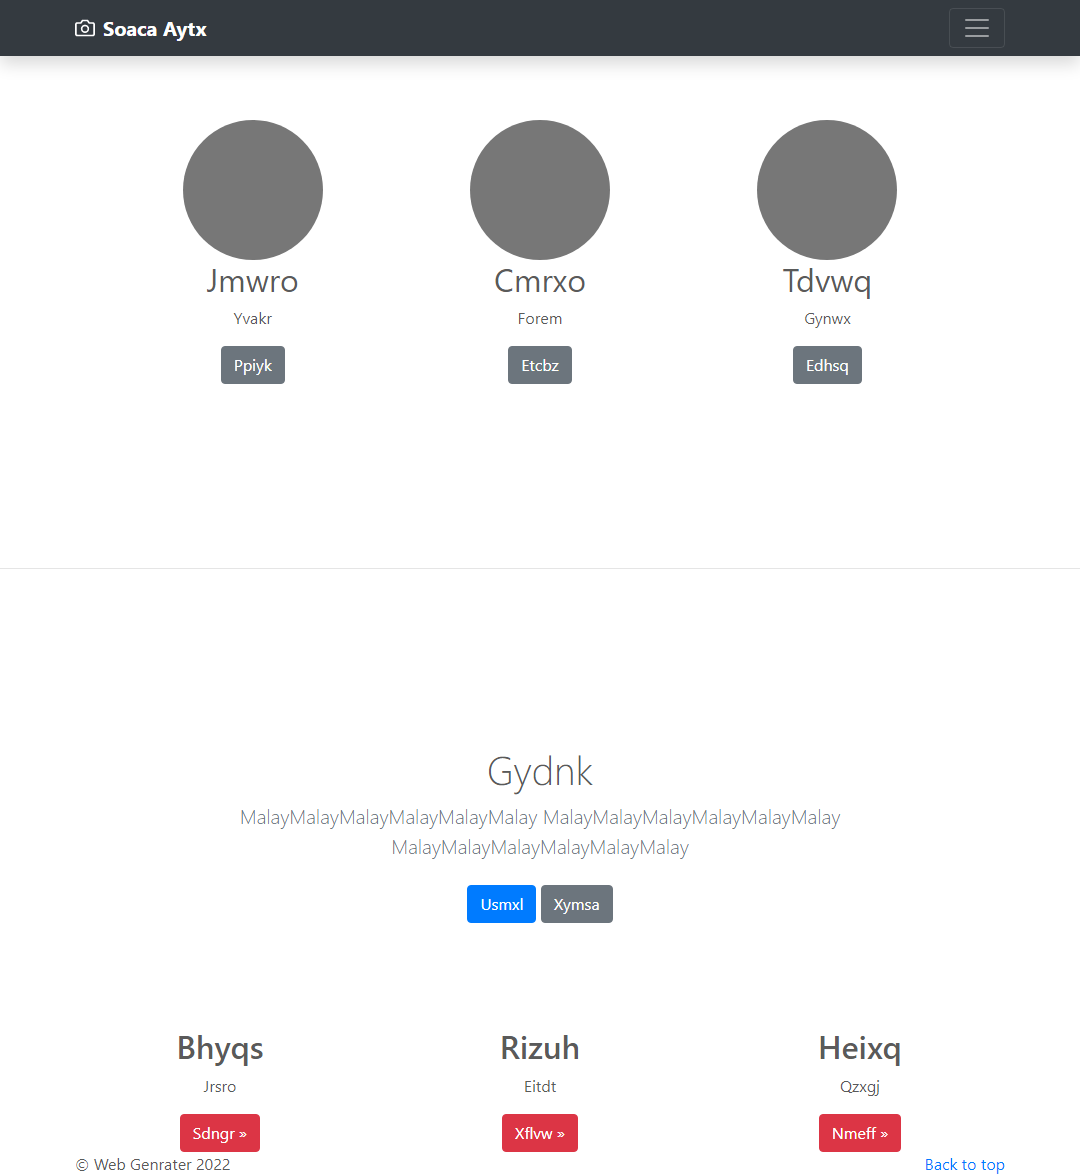 Soaca Aytx
Jmwro
Cmrxo
Tdvwq
Yvakr
Forem
Gynwx
Ppiyk
Etcbz
Edhsq
Gydnk
MalayMalayMalayMalayMalayMalay MalayMalayMalayMalayMalayMalay
MalayMalayMalayMalayMalayMalay
Usmxl
Xymsa
Bhyqs
Rizuh
Heixq
Jrsro
Eitdt
Qzxgj
Sdngr »
Xflvw »
Nmeff »
© Web Genrater 2022
Back to top